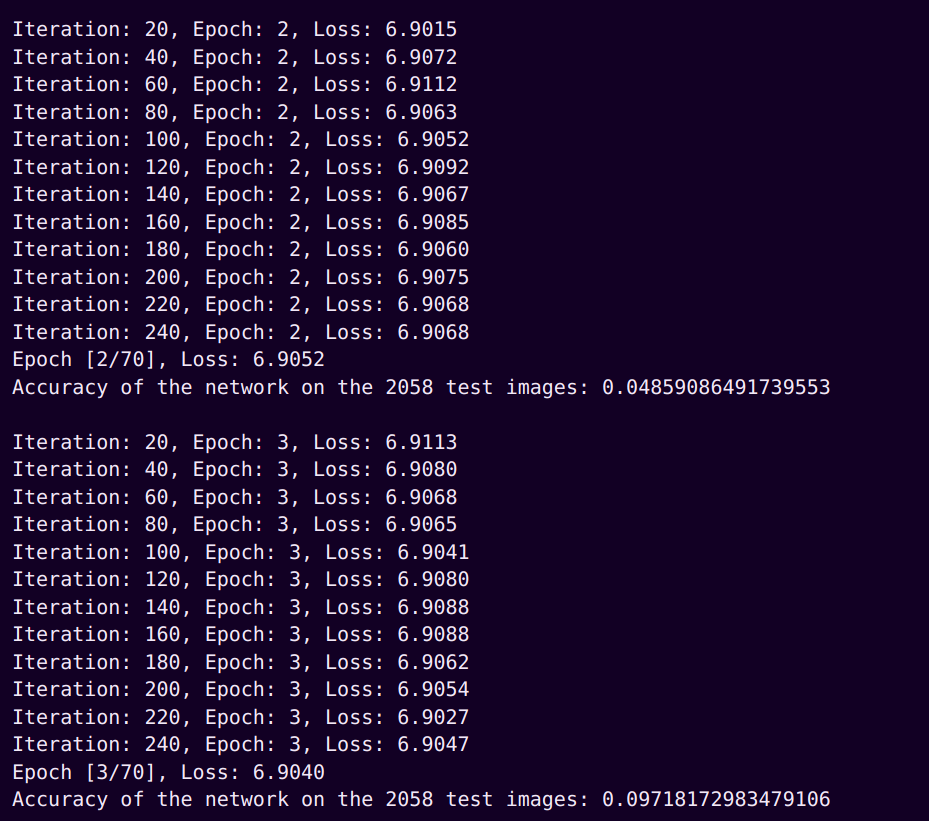 Iteration: 20, Epoch: 2, Loss: 6.9015
Iteration: 40, Epoch: 2, Loss: 6.9072
Iteration: 60, Epoch: 2, Loss: 6.9112
Iteration: 80, Epoch: 2, Loss: 6.9063
Iteration: 100, Epoch: 2, Loss: 6.9052
Iteration: 120, Epoch: 2, Loss: 6.9092
Iteration: 140, Epoch: 2, Loss: 6.9067
Iteration: 160, Epoch: 2, Loss: 6.9085
Iteration: 180, Epoch: 2, Loss: 6.9060
Iteration: 200, Epoch: 2, Loss: 6.9075
Iteration: 220, Epoch: 2, Loss: 6.9068
Iteration: 240, Epoch: 2, Loss: 6.9068
Epoch [2/70], Loss: 6.9052
Accuracy of the network on the 2058 test images: 0.04859086491739553

Iteration: 20, Epoch: 3, Loss: 6.9113
Iteration: 40, Epoch: 3, Loss: 6.9080
Iteration: 60, Epoch: 3, Loss: 6.9068
Iteration: 80, Epoch: 3, Loss: 6.9065
Iteration: 100, Epoch: 3, Loss: 6.9041
Iteration: 120, Epoch: 3, Loss: 6.9080
Iteration: 140, Epoch: 3, Loss: 6.9088
Iteration: 160, Epoch: 3, Loss: 6.9088
Iteration: 180, Epoch: 3, Loss: 6.9062
Iteration: 200, Epoch: 3, Loss: 6.9054
Iteration: 220, Epoch: 3, Loss: 6.9027
Iteration: 240, Epoch: 3, Loss: 6.9047
Epoch [3/70], Loss: 6.9040
Accuracy of the network on the 2058 test images: 0.09718172983479106